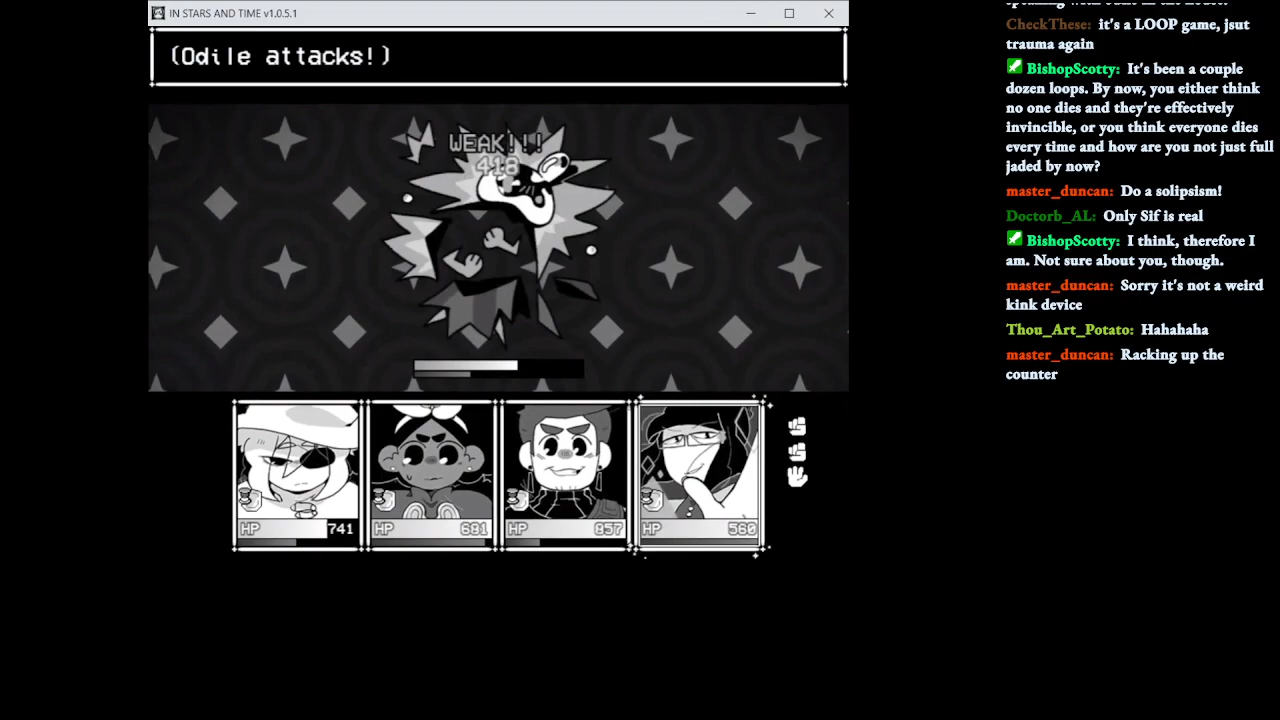 IN STARS AND TIME v1.0.5.1
(Odile attacks!)
WEAK!!!
418
HP 741
HP 681
HP 857
HP 560
CheckThese: it's a LOOP game, jsut
trauma again
BishopScotty: It's been a couple
dozen loops. By now, you either think
no one dies and they're effectively
invincible, or you think everyone dies
every time and how are you not just full
jaded by now?
master_duncan: Do a solipsism!
Doctorb_AL: Only Sif is real
BishopScotty: I think, therefore I
am. Not sure about you, though.
master_duncan: Sorry it's not a weird
kink device
Thou_Art_Potato: Hahahaha
master_duncan: Racking up the
counter